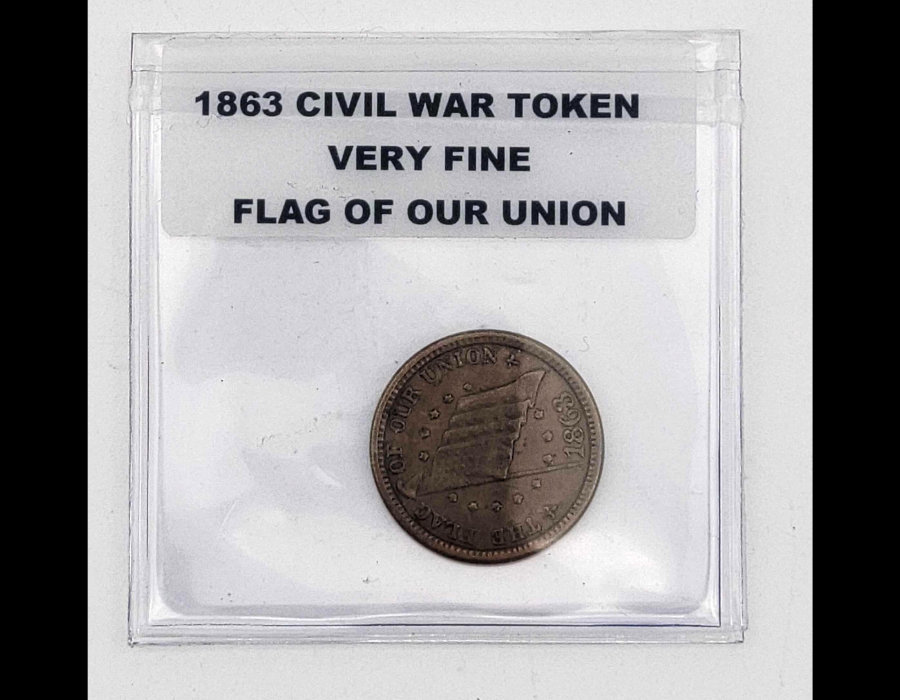 1863 CIVIL WAR TOKEN
VERY FINE
FLAG OF OUR UNION
THE FLAG OF OUR UNION
1863